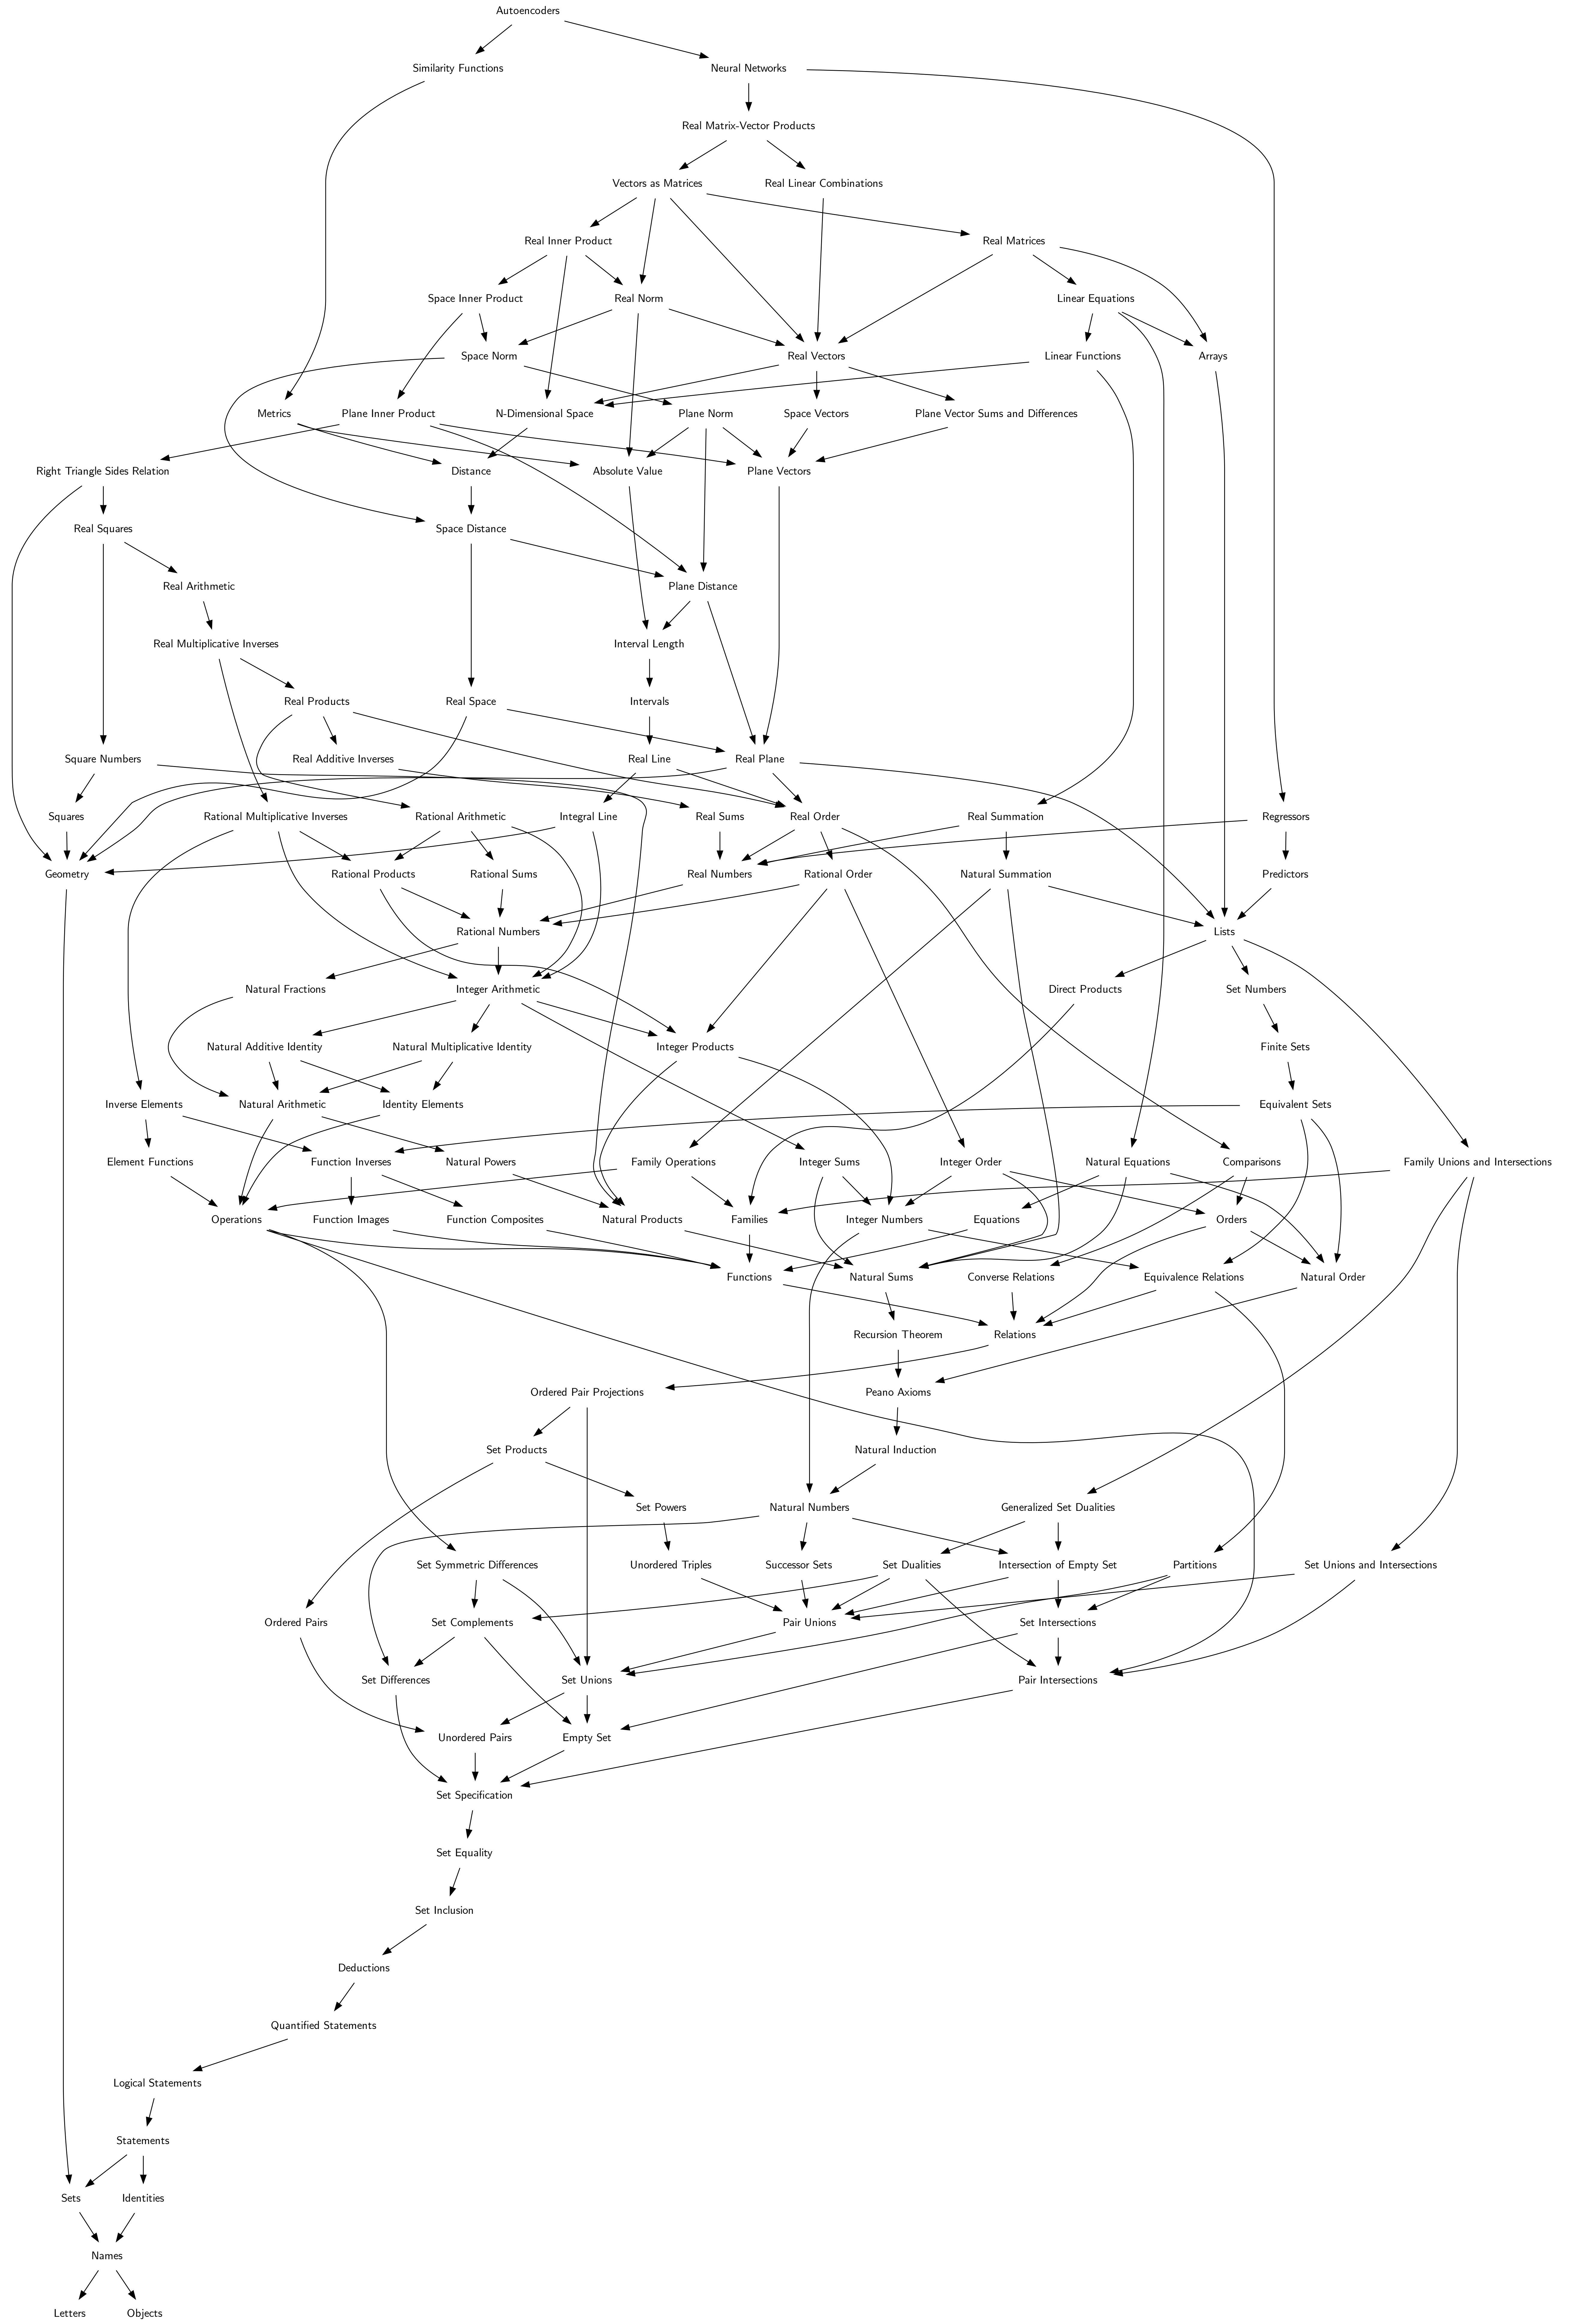 Autoencoders
Similarity Functions
Neural Networks
Real Matrix-Vector Products
Vectors as Matrices
Real Linear Combinations
Real Inner Product
Real Matrices
Space Inner Product
Real Norm
Linear Equations
Space Norm
Real Vectors
Linear Functions
Arrays
Metrics
Plane Inner Product
N-Dimensional Space
Plane Norm
Space Vectors
Plane Vector Sums and Differences
Right Triangle Sides Relation
Distance
Absolute Value
Plane Vectors
Real Squares
Space Distance
Real Arithmetic
Plane Distance
Real Multiplicative Inverses
Interval Length
Real Products
Real Space
Intervals
Square Numbers
Real Additive Inverses
Real Line
Real Plane
Squares
Rational Multiplicative Inverses
Rational Arithmetic
Integral Line
Real Sums
Real Order
Real Summation
Regressors
Geometry
Rational Products
Rational Sums
Real Numbers
Rational Order
Natural Summation
Predictors
Rational Numbers
Lists
Natural Fractions
Integer Arithmetic
Direct Products
Set Numbers
Natural Additive Identity
Natural Multiplicative Identity
Integer Products
Finite Sets
Inverse Elements
Natural Arithmetic
Identity Elements
Equivalent Sets
Element Functions
Function Inverses
Natural Powers
Family Operations
Integer Sums
Integer Order
Natural Equations
Comparisons
Family Unions and Intersections
Operations
Function Images
Function Composites
Natural Products
Families
Integer Numbers
Equations
Orders
Functions
Natural Sums
Converse Relations
Equivalence Relations
Natural Order
Recursion Theorem
Relations
Ordered Pair Projections
Peano Axioms
Set Products
Natural Induction
Set Powers
Natural Numbers
Generalized Set Dualities
Set Symmetric Differences
Unordered Triples
Successor Sets
Set Dualities
Intersection of Empty Set
Partitions
Set Unions and Intersections
Ordered Pairs
Set Complements
Pair Unions
Set Intersections
Set Differences
Set Unions
Pair Intersections
Unordered Pairs
Empty Set
Set Specification
Set Equality
Set Inclusion
Deductions
Quantified Statements
Logical Statements
Statements
Sets
Identities
Names
Letters
Objects